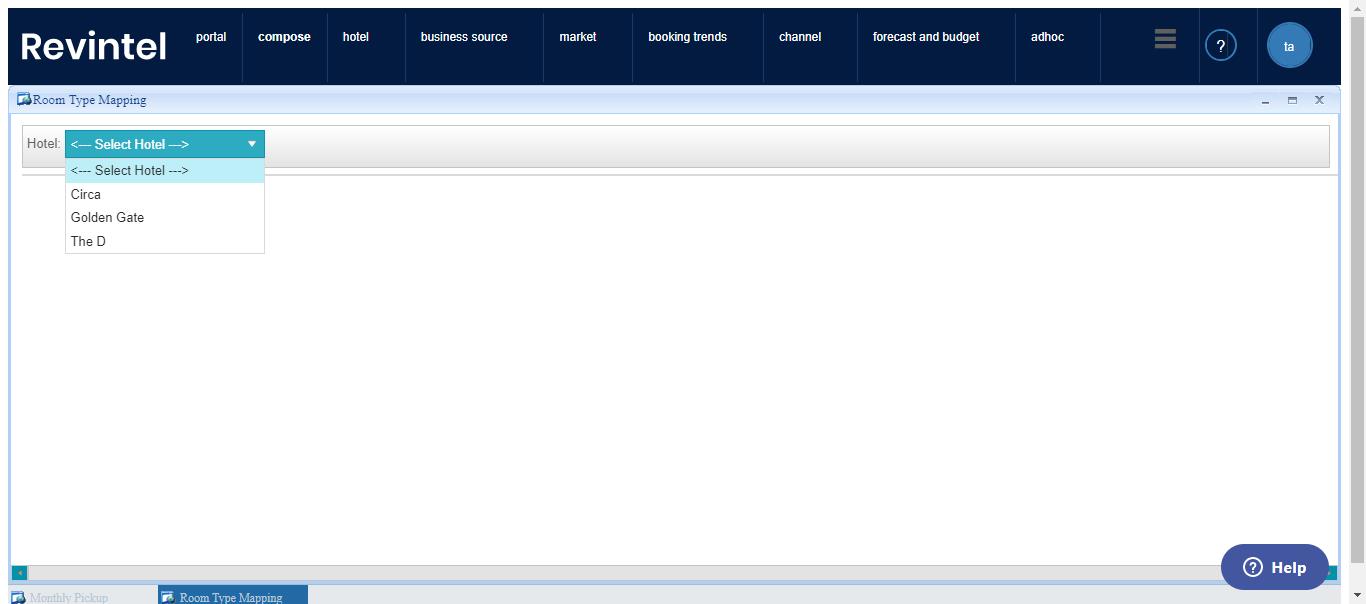 Revintel portal compose hotel business source market booking trends channel forecast and budget adhoc ? ta
Room Type Mapping
Hotel: <--- Select Hotel --->
<--- Select Hotel --->
Circa
Golden Gate
The D
? Help
Monthly Pickup Room Type Mapping